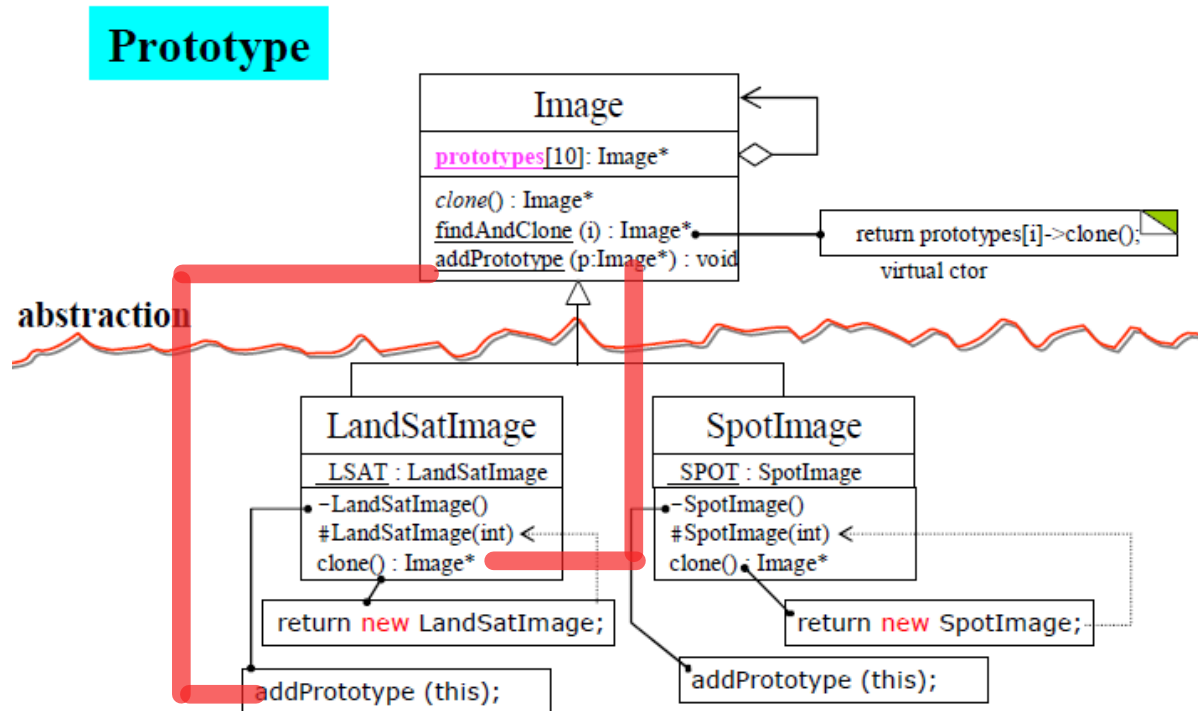 Prototype
Image
prototypes[10]: Image*
clone() : Image*
findAndClone (i) : Image*
addPrototype (p:Image*) : void
return prototypes[i]->clone();
virtual ctor
abstraction
LandSatImage
_LSAT : LandSatImage
-LandSatImage()
#LandSatImage(int)
clone() : Image*
return new LandSatImage;
addPrototype (this);
SpotImage
_SPOT : SpotImage
-SpotImage()
#SpotImage(int)
clone() : Image*
return new SpotImage;
addPrototype (this);